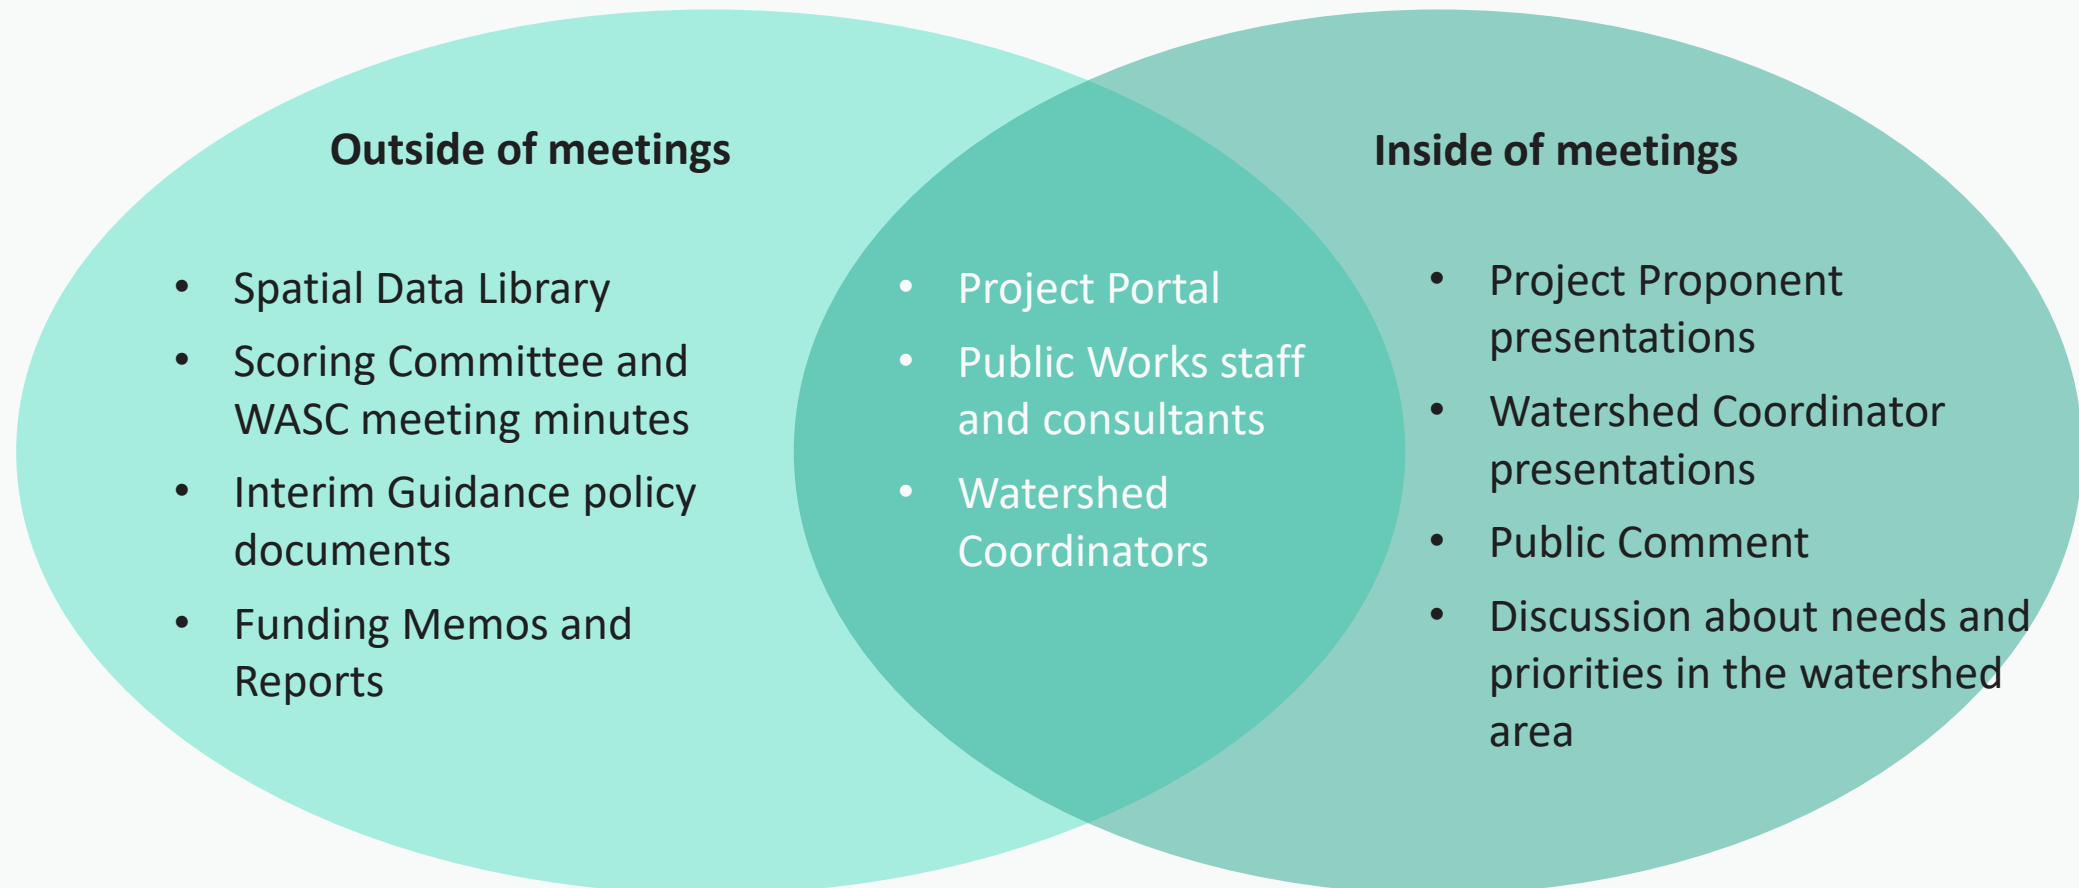 Outside of meetings
• Spatial Data Library
• Scoring Committee and
WASC meeting minutes
• Interim Guidance policy
documents
• Funding Memos and
Reports
• Project Portal
• Public Works staff
and consultants
• Watershed
Coordinators
Inside of meetings
• Project Proponent
presentations
• Watershed Coordinator
presentations
• Public Comment
• Discussion about needs and
priorities in the watershed
area